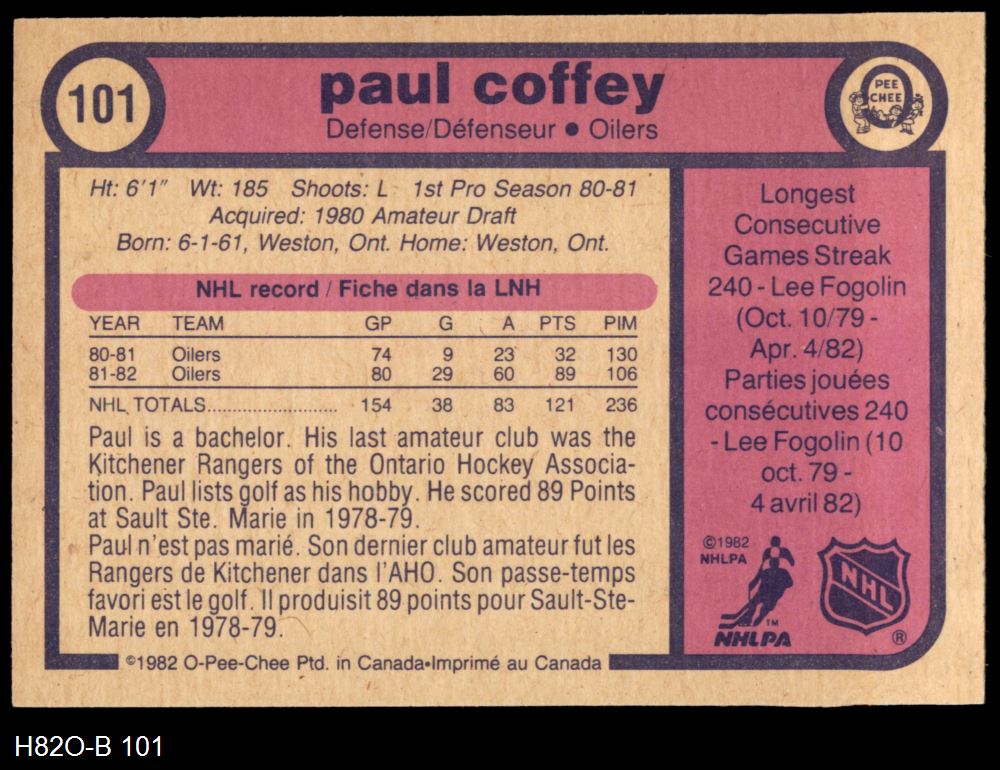 101
paul coffey
Defense/Défenseur • Oilers
PEE
CHEE
Ht: 6'1" Wt: 185 Shoots: L 1st Pro Season 80-81
Acquired: 1980 Amateur Draft
Born: 6-1-61, Weston, Ont. Home: Weston, Ont.
NHL record / Fiche dans la LNH
YEAR TEAM GP G A PTS PIM
80-81 Oilers 74 9 23 32 130
81-82 Oilers 80 29 60 89 106
NHL TOTALS............................ 154 38 83 121 236
Paul is a bachelor. His last amateur club was the
Kitchener Rangers of the Ontario Hockey Associa-
tion. Paul lists golf as his hobby. He scored 89 Points
at Sault Ste. Marie in 1978-79.
Paul n'est pas marié. Son dernier club amateur fut les
Rangers de Kitchener dans l'AHO. Son passe-temps
favori est le golf. Il produisit 89 points pour Sault-Ste-
Marie en 1978-79.
©1982 O-Pee-Chee Ptd. in Canada•Imprimé au Canada
Longest
Consecutive
Games Streak
240 - Lee Fogolin
(Oct. 10/79 -
Apr. 4/82)
Parties jouées
consécutives 240
- Lee Fogolin (10
oct. 79 -
4 avril 82)
©1982
NHLPA
TM
NHLPA
NHL
®
H82O-B 101